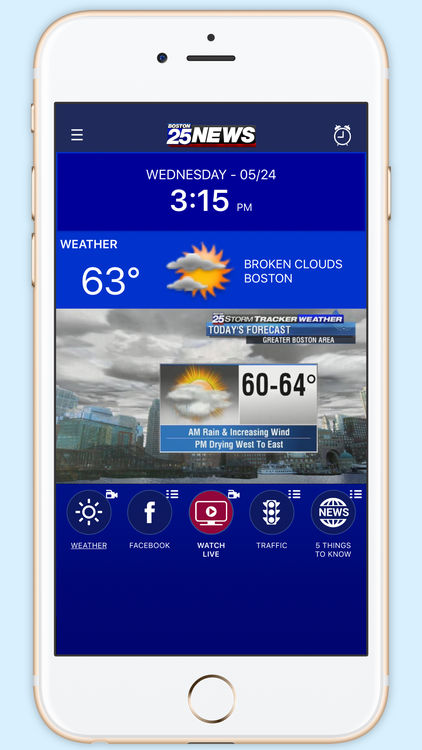 BOSTON
25NEWS
WEDNESDAY - 05/24
3:15 PM
WEATHER
63°
BROKEN CLOUDS
BOSTON
25 STORM TRACKER WEATHER
TODAY'S FORECAST
GREATER BOSTON AREA
60-64°
AM Rain & Increasing Wind
PM Drying West To East
NEWS
WEATHER
FACEBOOK
WATCH
LIVE
TRAFFIC
5 THINGS
TO KNOW